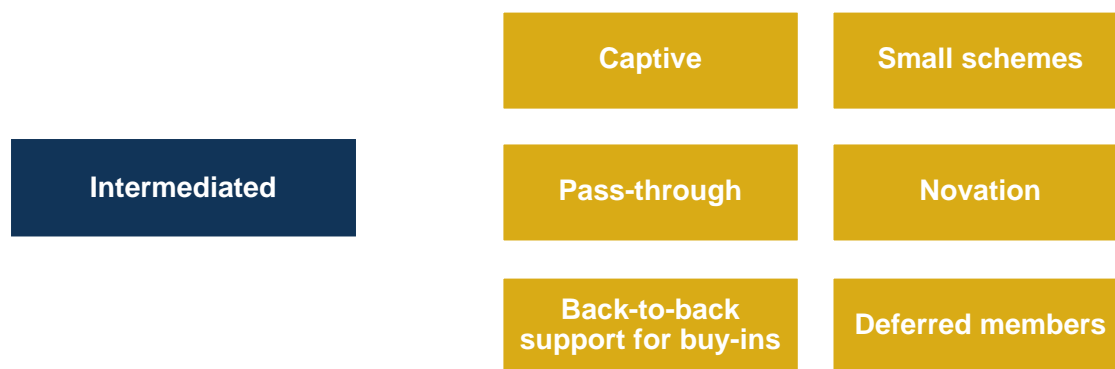 Captive
Small schemes
Intermediated
Pass-through
Novation
Back-to-back
support for buy-ins
Deferred members